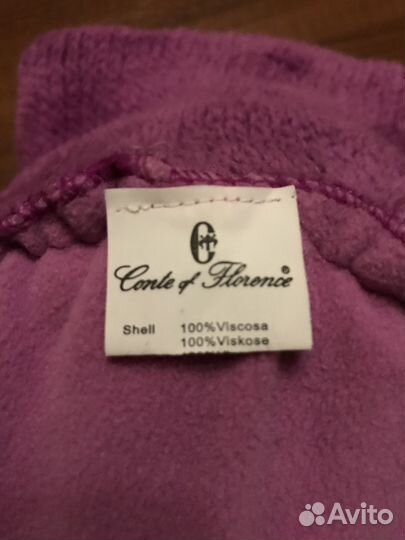 Conte of Florence®
Shell 100%Viscosa
100%Viskose
Avito